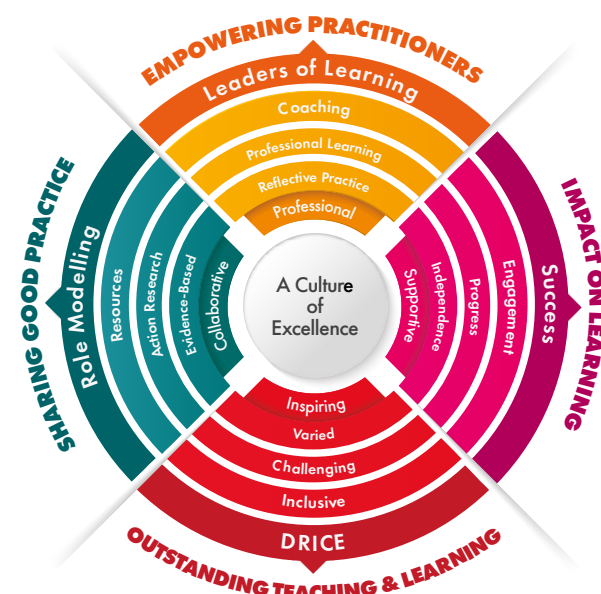 EMPOWERING PRACTITIONERS
Leaders of Learning
Coaching
Professional Learning
Reflective Practice
Professional
SHARING GOOD PRACTICE
Role Modelling
Resources
Action Research
Evidence-Based
Collaborative
A Culture
of
Excellence
Supportive
Independence
Progress
Engagement
Success
IMPACT ON LEARNING
Inspiring
Varied
Challenging
Inclusive
DRICE
OUTSTANDING TEACHING & LEARNING